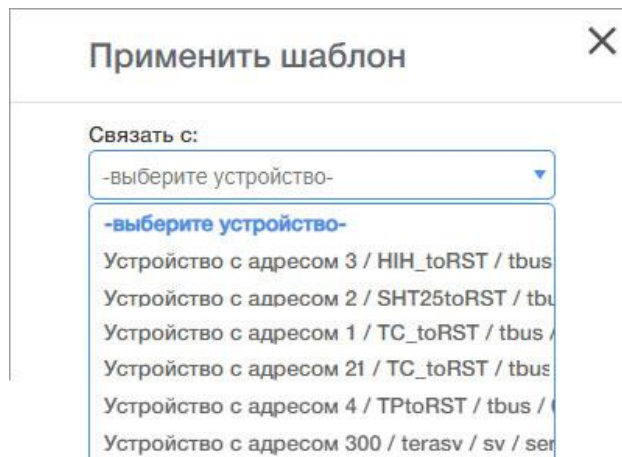 Применить шаблон
Связать с:
-выберите устройство-
-выберите устройство-
Устройство с адресом 3 / HIH_toRST / tbus
Устройство с адресом 2 / SHT25toRST / tbu
Устройство с адресом 1 / TC_toRST / tbus /
Устройство с адресом 21 / TC_toRST / tbus
Устройство с адресом 4 / TPtoRST / tbus /
Устройство с адресом 300 / terasv / sv / ser